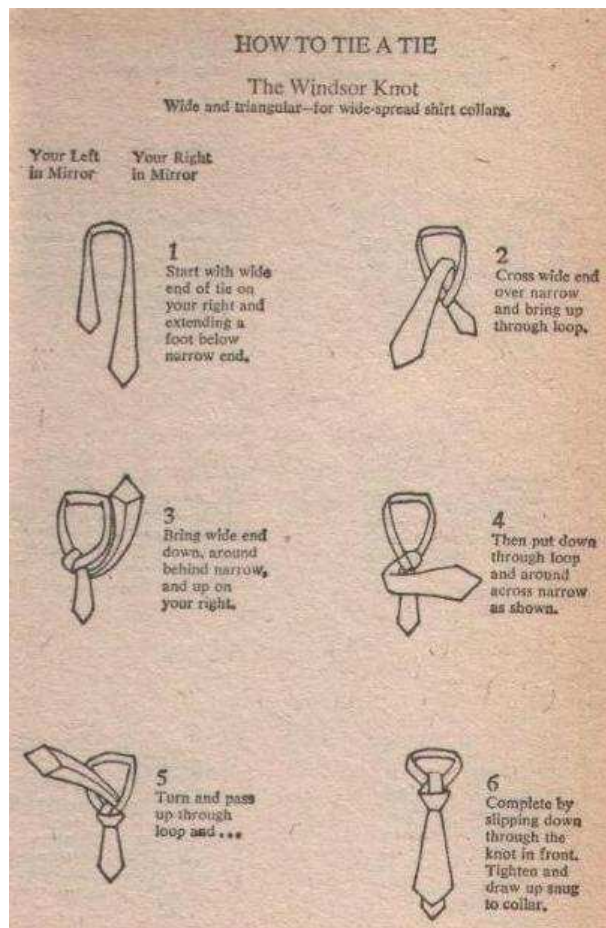 HOW TO TIE A TIE
The Windsor Knot
Wide and triangular—for wide-spread shirt collars.
Your Left
in Mirror
Your Right
in Mirror
1
Start with wide
end of tie on
your right and
extending a
foot below
narrow end.
2
Cross wide end
over narrow
and bring up
through loop.
3
Bring wide end
down, around
behind narrow,
and up on
your right.
4
Then put down
through loop
and around
across narrow
as shown.
5
Turn and pass
up through
loop and...
6
Complete by
slipping down
through the
knot in front.
Tighten and
draw up snug
to collar.